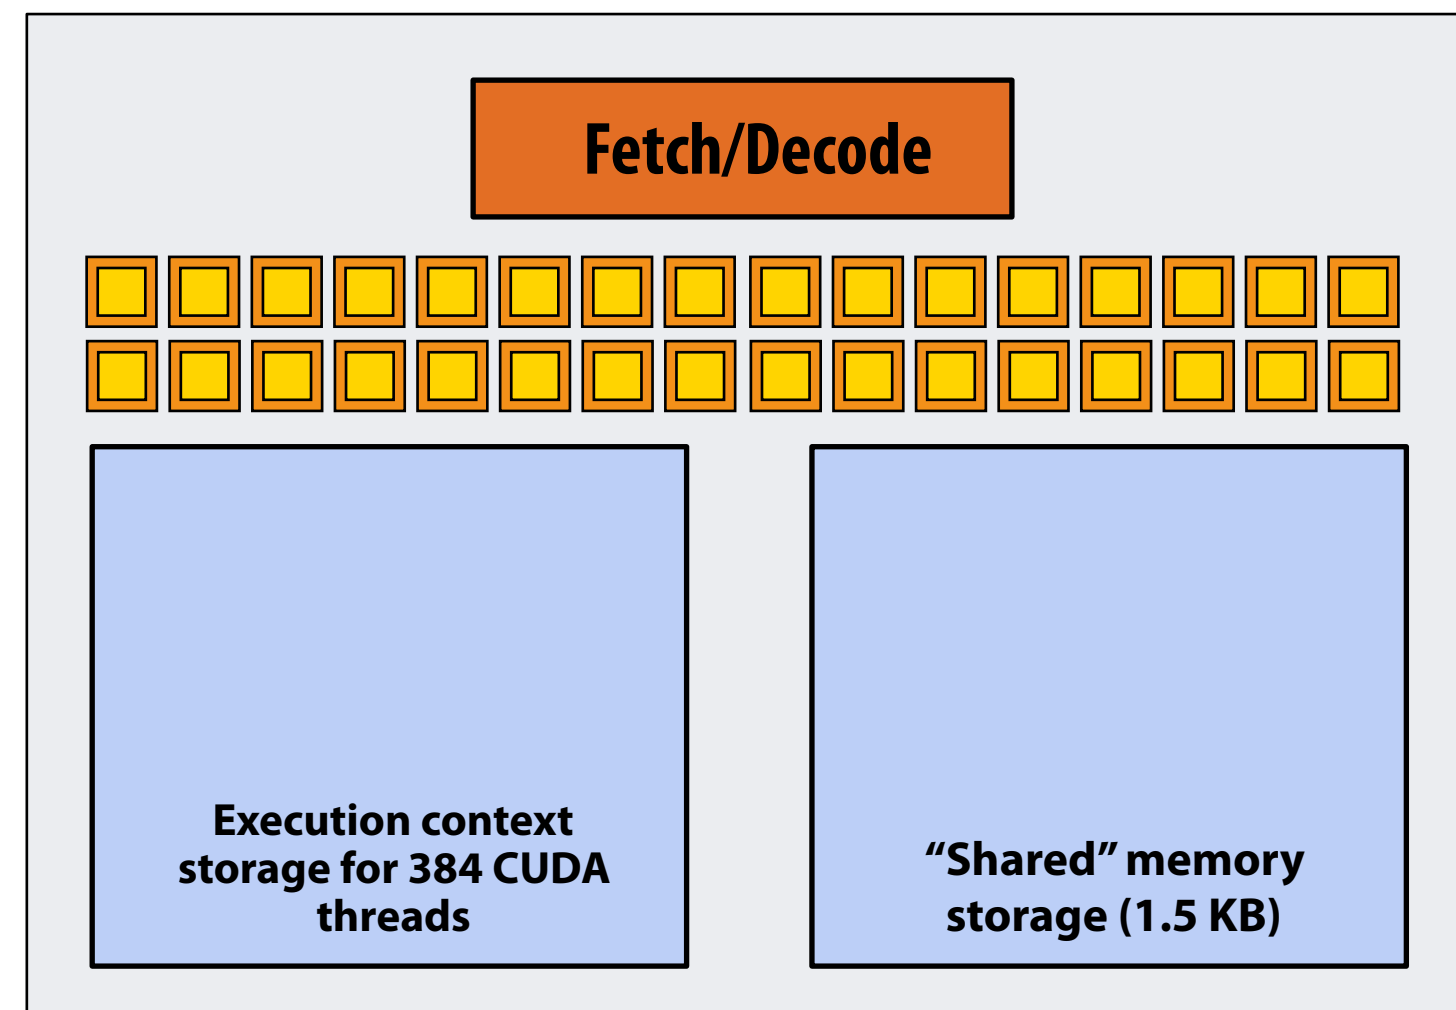 Fetch/Decode
Execution context
storage for 384 CUDA
threads
“Shared” memory
storage (1.5 KB)